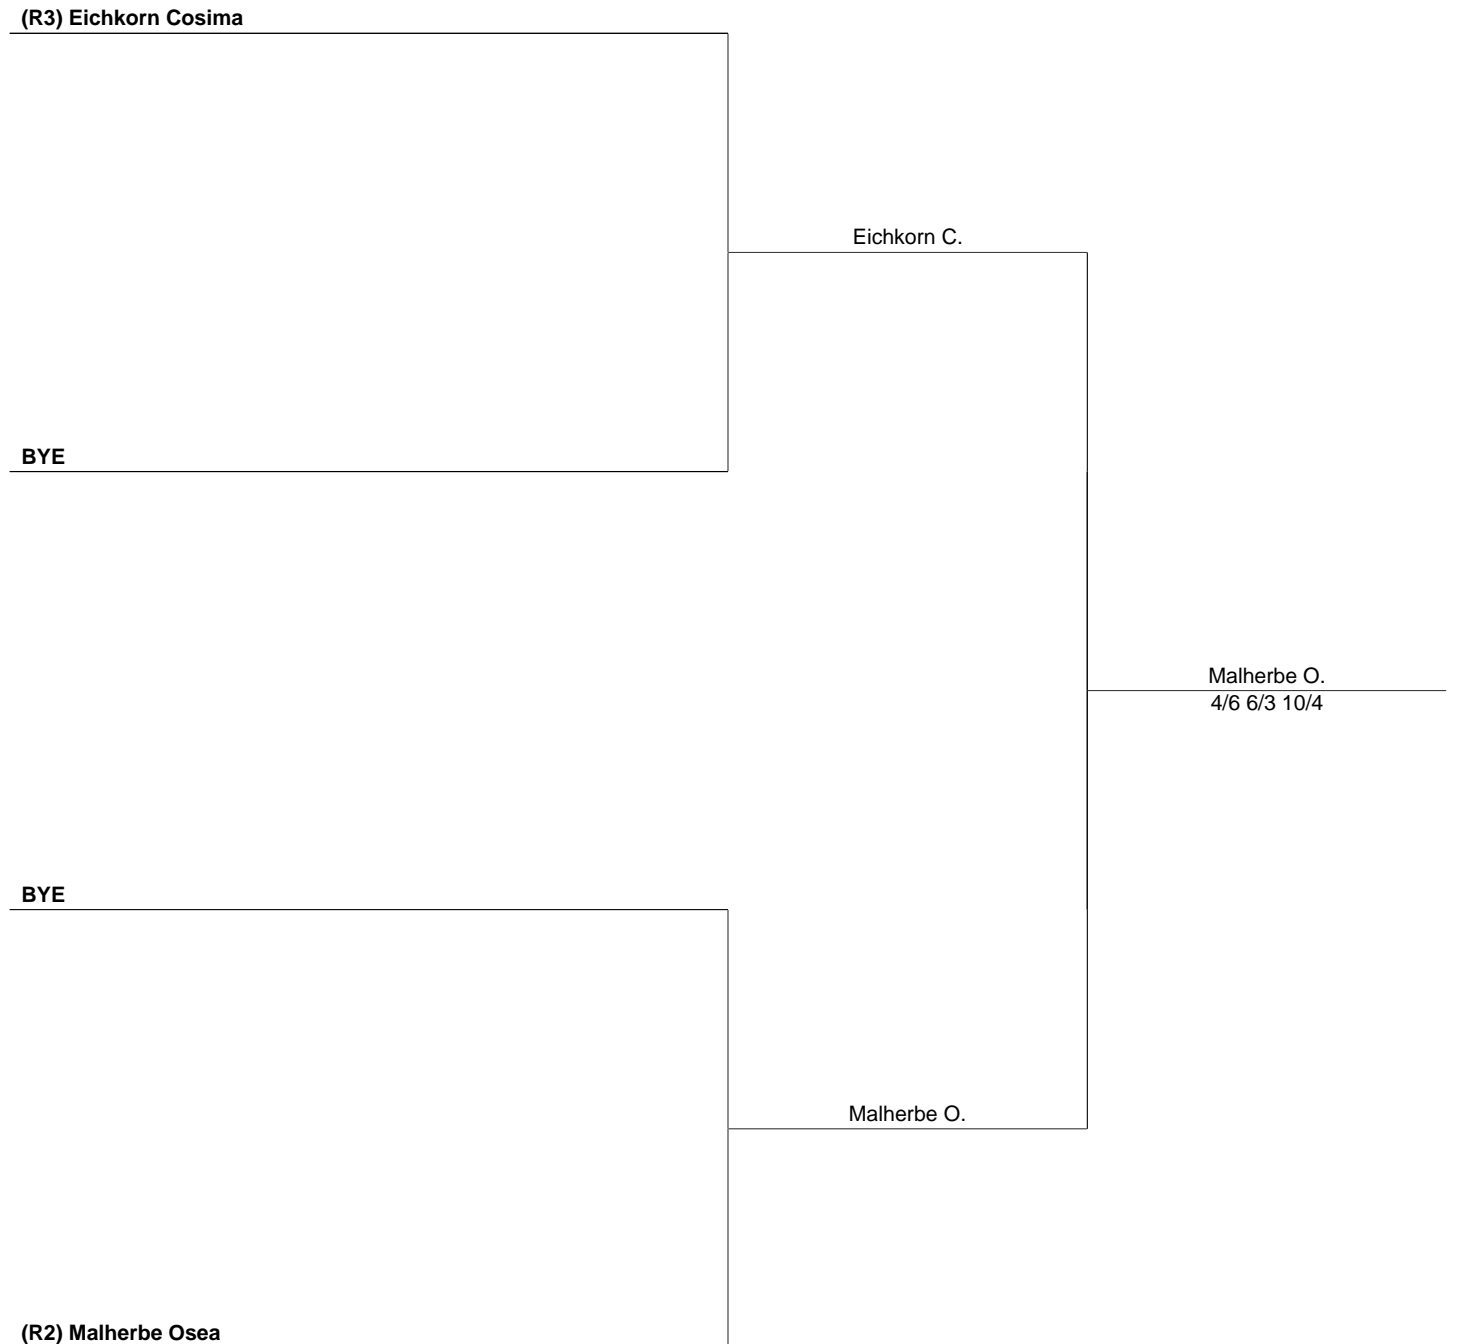 (R3) Eichkorn Cosima
Eichkorn C.
BYE
Malherbe O.
4/6 6/3 10/4
BYE
Malherbe O.
(R2) Malherbe Osea